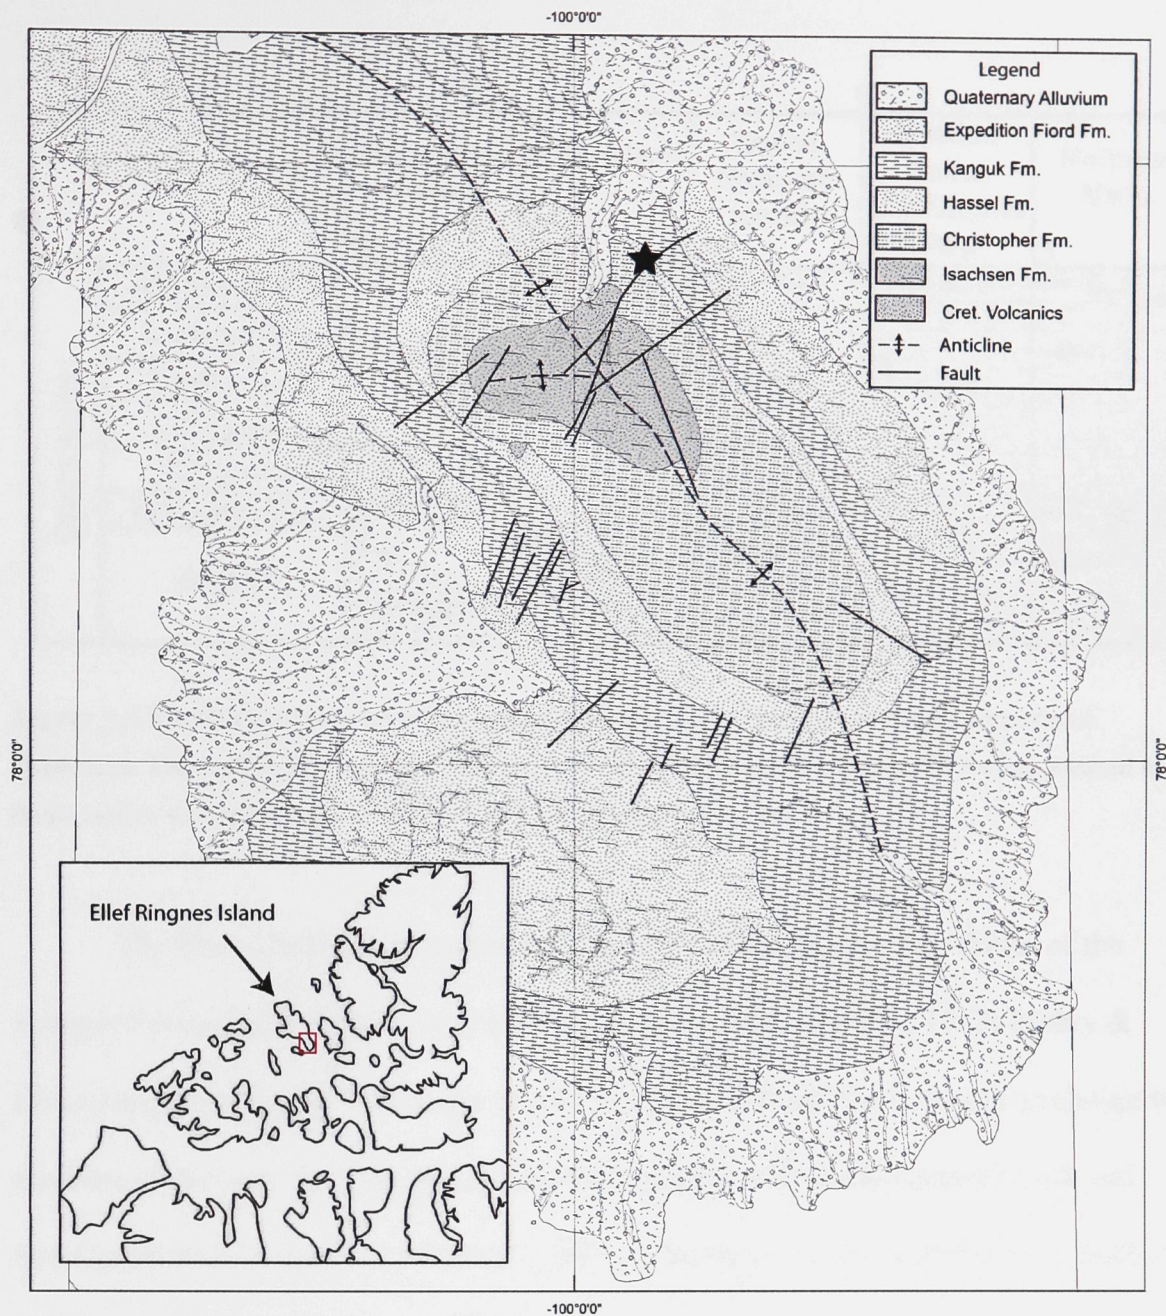 -100°0'0"
Legend
Quaternary Alluvium
Expedition Fiord Fm.
Kanguk Fm.
Hassel Fm.
Christopher Fm.
Isachsen Fm.
Cret. Volcanics
Anticline
Fault
78°0'0"
78°0'0"
Ellef Ringnes Island
-100°0'0"